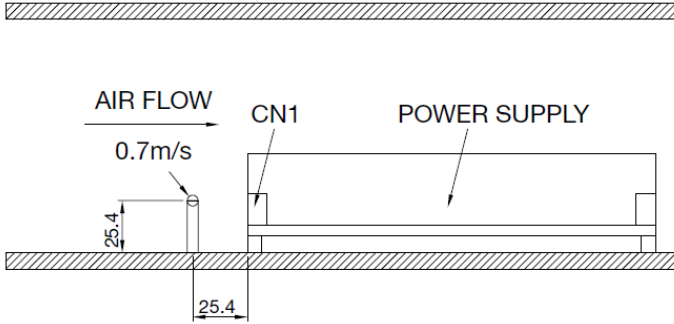 AIR FLOW
CN1
POWER SUPPLY
0.7m/s
25.4
25.4